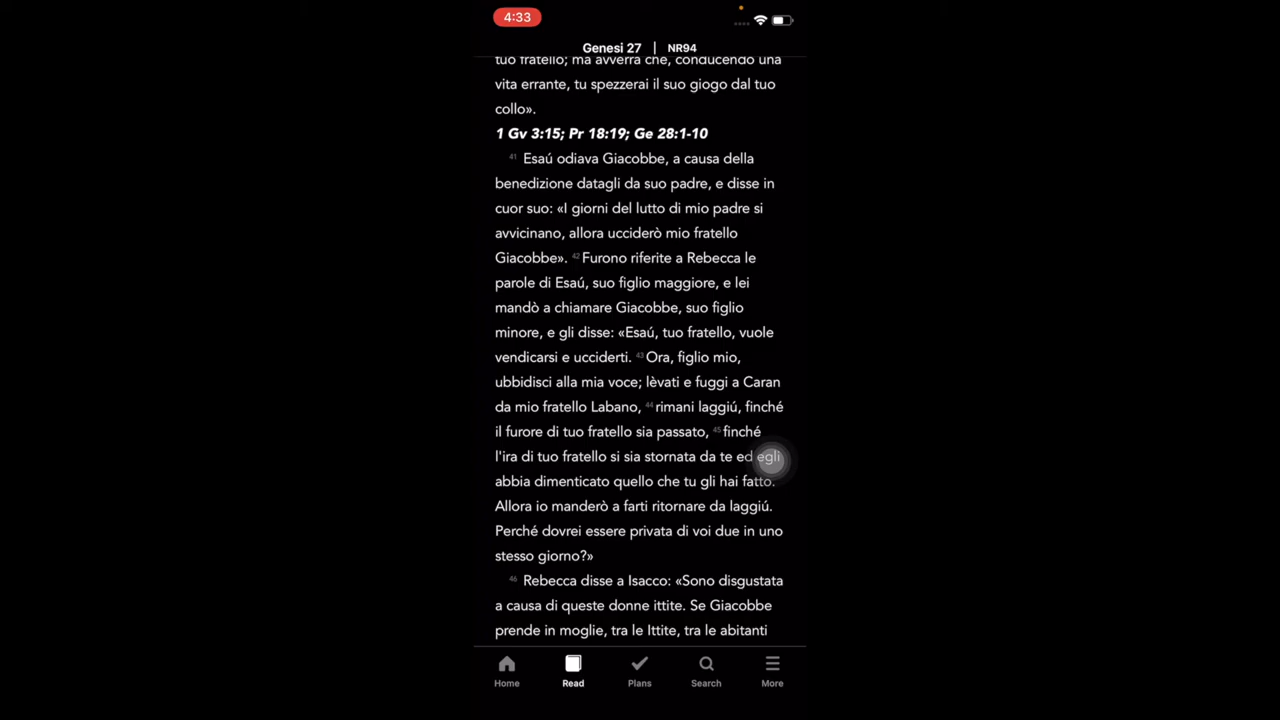 4:33
Genesi 27 | NR94
tuo fratello; ma avverrà che, conducendo una
vita errante, tu spezzerai il suo giogo dal tuo
collo».
1 Gv 3:15; Pr 18:19; Ge 28:1-10
41 Esaú odiava Giacobbe, a causa della
benedizione datagli da suo padre, e disse in
cuor suo: «I giorni del lutto di mio padre si
avvicinano, allora ucciderò mio fratello
Giacobbe». 42 Furono riferite a Rebecca le
parole di Esaú, suo figlio maggiore, e lei
mandò a chiamare Giacobbe, suo figlio
minore, e gli disse: «Esaú, tuo fratello, vuole
vendicarsi e ucciderti. 43 Ora, figlio mio,
ubbidisci alla mia voce; lèvati e fuggi a Caran
da mio fratello Labano, 44 rimani laggiú, finché
il furore di tuo fratello sia passato, 45 finché
l'ira di tuo fratello si sia stornata da te ed egli
abbia dimenticato quello che tu gli hai fatto.
Allora io manderò a farti ritornare da laggiú.
Perché dovrei essere privata di voi due in uno
stesso giorno?»
46 Rebecca disse a Isacco: «Sono disgustata
a causa di queste donne ittite. Se Giacobbe
prende in moglie, tra le Ittite, tra le abitanti
Home Read Plans Search More